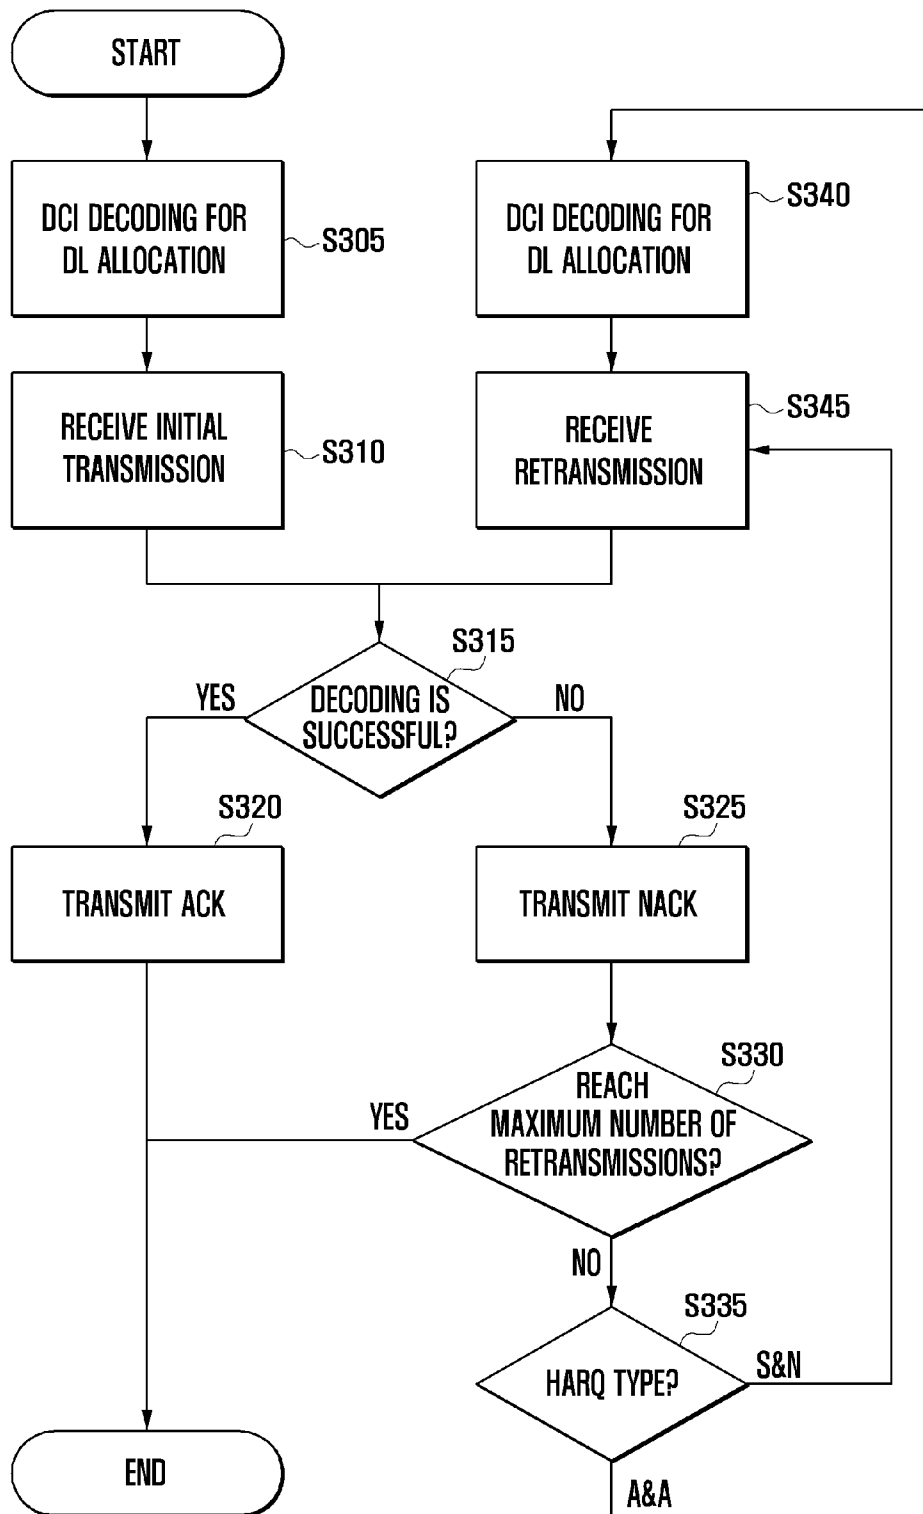 START
DCI DECODING FOR
DL ALLOCATION
S305
DCI DECODING FOR
DL ALLOCATION
S340
RECEIVE INITIAL
TRANSMISSION
S310
RECEIVE
RETRANSMISSION
S345
S315
DECODING IS
SUCCESSFUL?
YES
NO
S320
TRANSMIT ACK
S325
TRANSMIT NACK
S330
REACH
MAXIMUM NUMBER OF
RETRANSMISSIONS?
YES
NO
S335
HARQ TYPE?
S&N
A&A
END